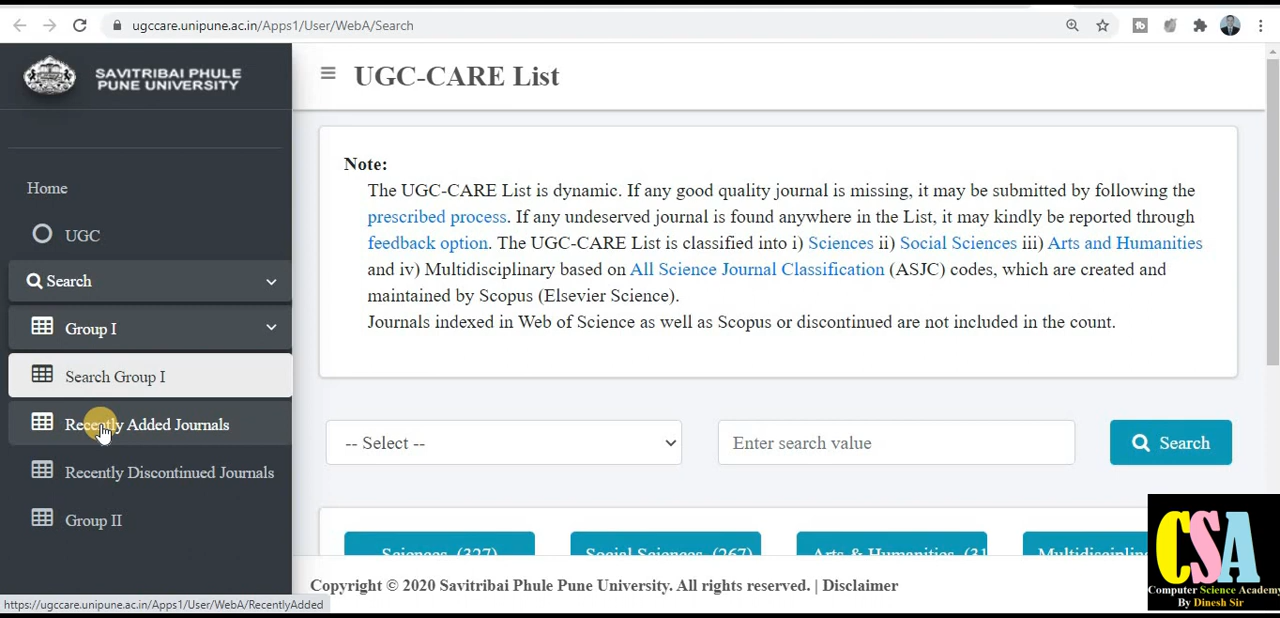 ugccare.unipune.ac.in/Apps1/User/WebA/Search
SAVITRIBAI PHULE
PUNE UNIVERSITY
UGC-CARE List
Home
UGC
Search
Group I
Search Group I
Recently Added Journals
Recently Discontinued Journals
Group II
Note:
The UGC-CARE List is dynamic. If any good quality journal is missing, it may be submitted by following the
prescribed process. If any undeserved journal is found anywhere in the List, it may kindly be reported through
feedback option. The UGC-CARE List is classified into i) Sciences ii) Social Sciences iii) Arts and Humanities
and iv) Multidisciplinary based on All Science Journal Classification (ASJC) codes, which are created and
maintained by Scopus (Elsevier Science).
Journals indexed in Web of Science as well as Scopus or discontinued are not included in the count.
-- Select --
Enter search value
Search
Sciences (327)
Social Sciences (267)
Arts & Humanities
Copyright © 2020 Savitribai Phule Pune University. All rights reserved. | Disclaimer
https://ugccare.unipune.ac.in/Apps1/User/WebA/RecentlyAdded
CSA
Computer Science Academy
By Dinesh Sir